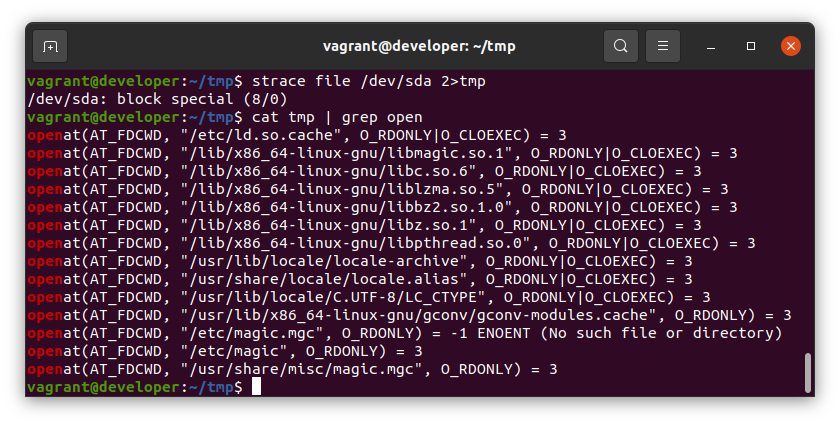 vagrant@developer: ~/tmp
vagrant@developer:~/tmp$ strace file /dev/sda 2>tmp
/dev/sda: block special (8/0)
vagrant@developer:~/tmp$ cat tmp | grep open
openat(AT_FDCWD, "/etc/ld.so.cache", O_RDONLY|O_CLOEXEC) = 3
openat(AT_FDCWD, "/lib/x86_64-linux-gnu/libmagic.so.1", O_RDONLY|O_CLOEXEC) = 3
openat(AT_FDCWD, "/lib/x86_64-linux-gnu/libc.so.6", O_RDONLY|O_CLOEXEC) = 3
openat(AT_FDCWD, "/lib/x86_64-linux-gnu/liblzma.so.5", O_RDONLY|O_CLOEXEC) = 3
openat(AT_FDCWD, "/lib/x86_64-linux-gnu/libbz2.so.1.0", O_RDONLY|O_CLOEXEC) = 3
openat(AT_FDCWD, "/lib/x86_64-linux-gnu/libz.so.1", O_RDONLY|O_CLOEXEC) = 3
openat(AT_FDCWD, "/lib/x86_64-linux-gnu/libpthread.so.0", O_RDONLY|O_CLOEXEC) = 3
openat(AT_FDCWD, "/usr/lib/locale/locale-archive", O_RDONLY|O_CLOEXEC) = 3
openat(AT_FDCWD, "/usr/share/locale/locale.alias", O_RDONLY|O_CLOEXEC) = 3
openat(AT_FDCWD, "/usr/lib/locale/C.UTF-8/LC_CTYPE", O_RDONLY|O_CLOEXEC) = 3
openat(AT_FDCWD, "/usr/lib/x86_64-linux-gnu/gconv/gconv-modules.cache", O_RDONLY) = 3
openat(AT_FDCWD, "/etc/magic.mgc", O_RDONLY) = -1 ENOENT (No such file or directory)
openat(AT_FDCWD, "/etc/magic", O_RDONLY) = 3
openat(AT_FDCWD, "/usr/share/misc/magic.mgc", O_RDONLY) = 3
vagrant@developer:~/tmp$